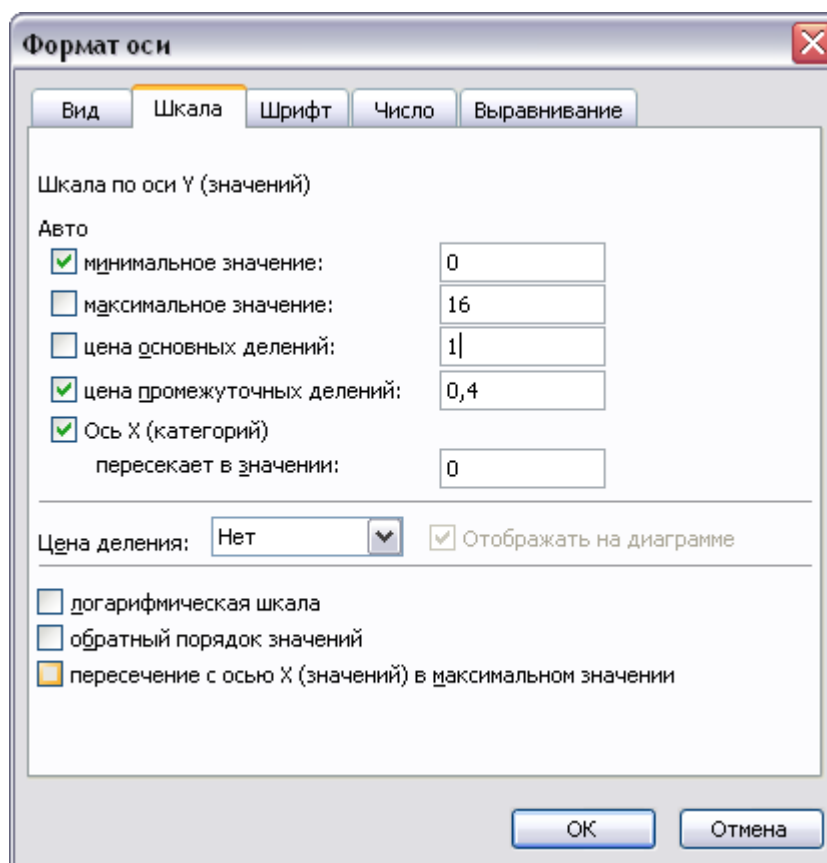 Формат оси
Вид Шкала Шрифт Число Выравнивание
Шкала по оси Y (значений)
Авто
минимальное значение: 0
максимальное значение: 16
цена основных делений: 1
цена промежуточных делений: 0,4
Ось X (категорий)
пересекает в значении: 0
Цена деления: Нет Отображать на диаграмме
логарифмическая шкала
обратный порядок значений
пересечение с осью X (значений) в максимальном значении
ОК Отмена